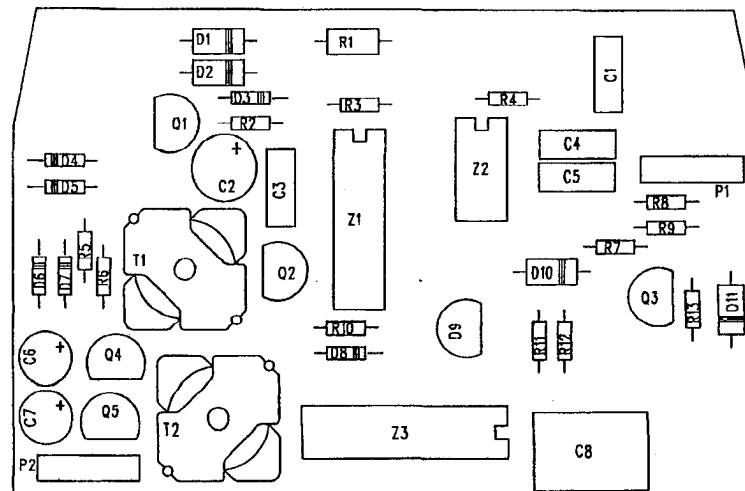 D1
R1
D2
C1
D3
R3
R4
Q1
R2
C4
D4
C2
C3
Z1
Z2
C5
P1
D5
R8
R9
R5
R7
T1
D6
D7
R6
Q2
D10
Q3
R13
D11
R10
D9
R11
R12
C6
Q4
D8
C7
Q5
T2
Z3
C8
P2